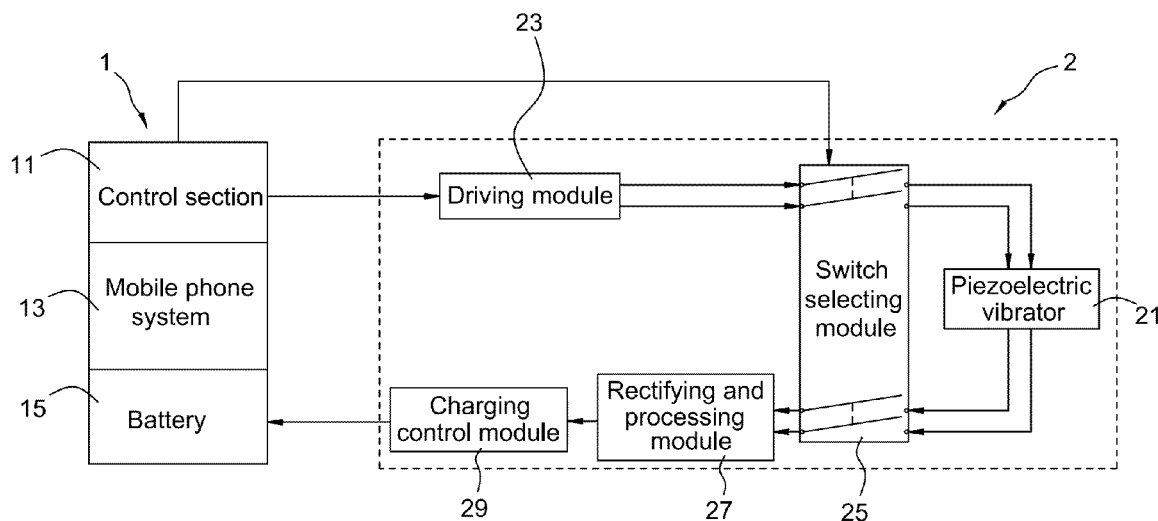 23
1
2
11
Control section
Driving module
Mobile phone
system
13
Switch
selecting
module
Piezoelectric
vibrator
21
15
Battery
Charging
control module
Rectifying and
processing
module
29
27
25